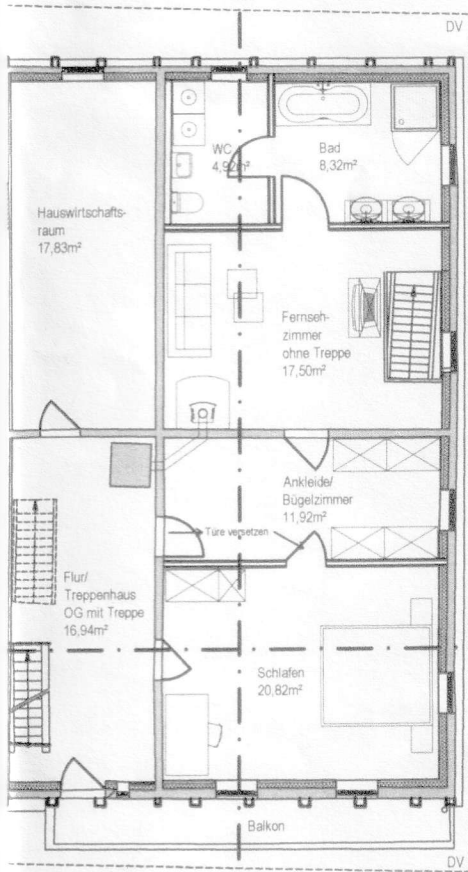 DV
WC
4,92m²
Bad
8,32m²
Hauswirtschafts-
raum
17,83m²
Fernseh-
zimmer
ohne Treppe
17,50m²
Ankleide/
Bügelzimmer
11,92m²
Türe versetzen
Flur/
Treppenhaus
OG mit Treppe
16,94m²
Schlafen
20,82m²
Balkon
DV